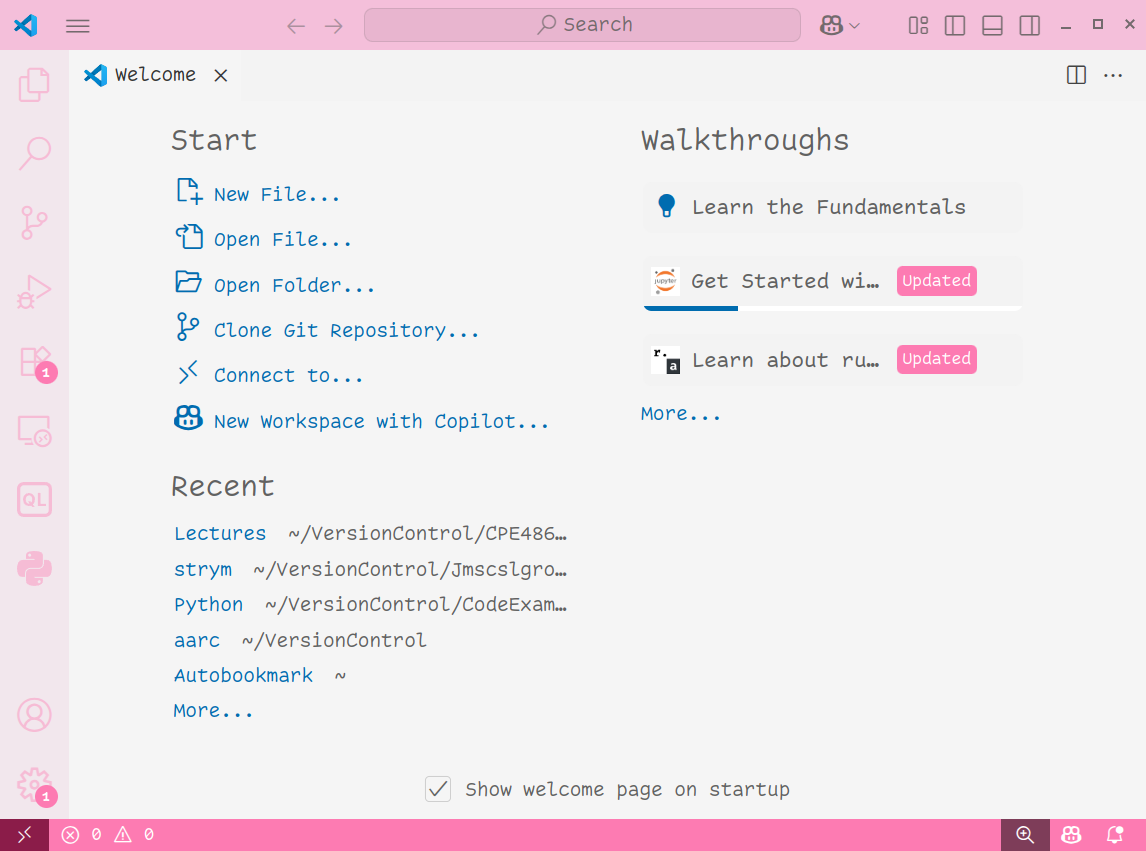 Search
Welcome
Start
New File...
Open File...
Open Folder...
Clone Git Repository...
Connect to...
New Workspace with Copilot...
Recent
Lectures ~/VersionControl/CPE486…
strym ~/VersionControl/Jmscslgro…
Python ~/VersionControl/CodeExam…
aarc ~/VersionControl
Autobookmark ~
More...
Walkthroughs
Learn the Fundamentals
jupyter
Get Started wi… Updated
r.
a
Learn about ru… Updated
More...
1
QL
1
Show welcome page on startup
0 0